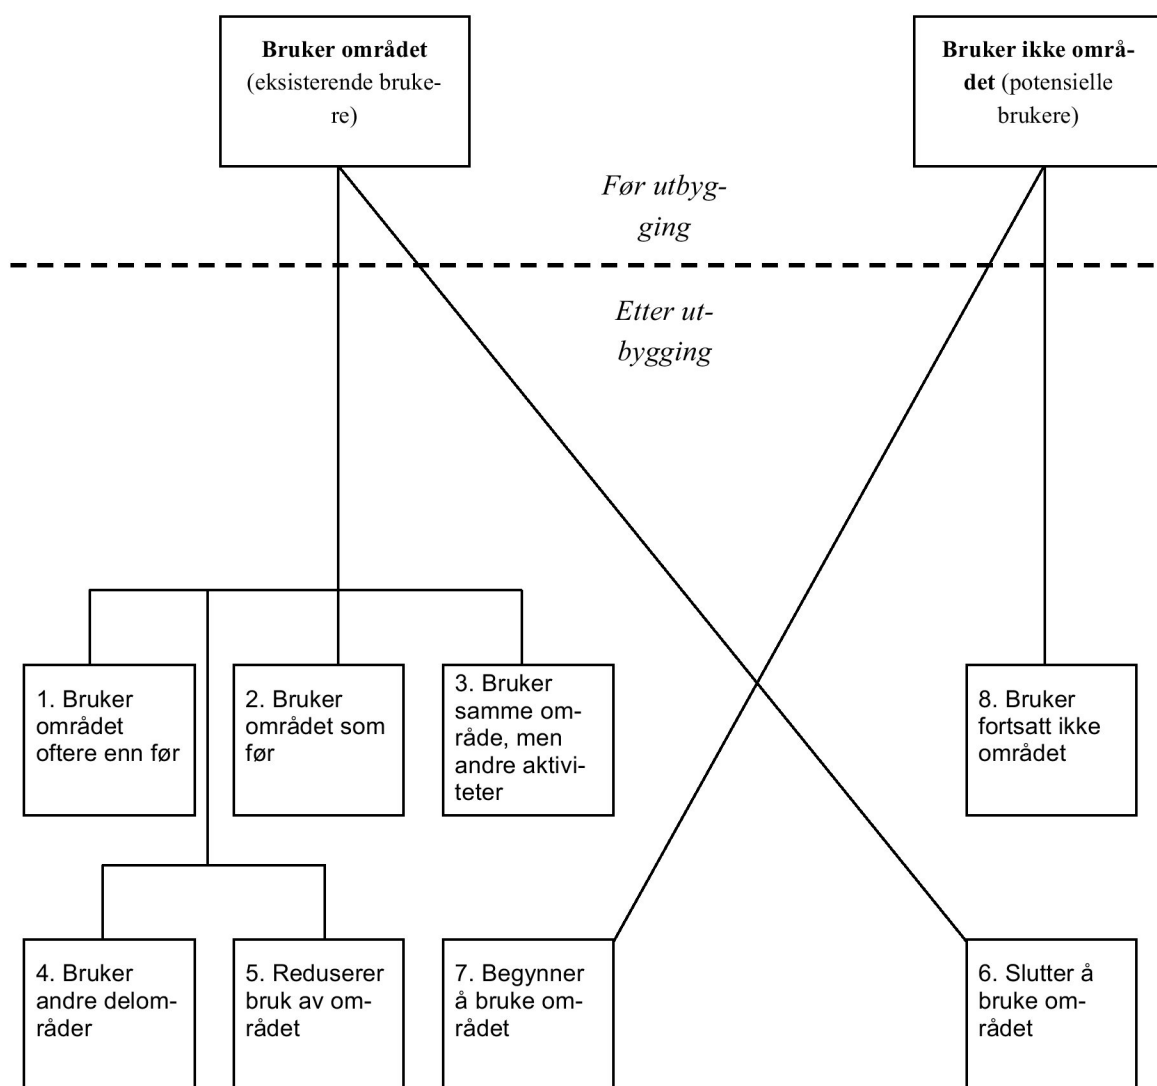 Bruker området
(eksisterende bruke-
re)
Bruker ikke områ-
det (potensielle
brukere)
Før utbyg-
ging
Etter ut-
bygging
1. Bruker
området
oftere enn før
2. Bruker
området som
før
3. Bruker
samme om-
råde, men
andre aktivi-
teter
8. Bruker
fortsatt ikke
området
4. Bruker
andre delom-
råder
5. Reduserer
bruk av om-
rådet
7. Begynner
å bruke om-
rådet
6. Slutter å
bruke om-
rådet